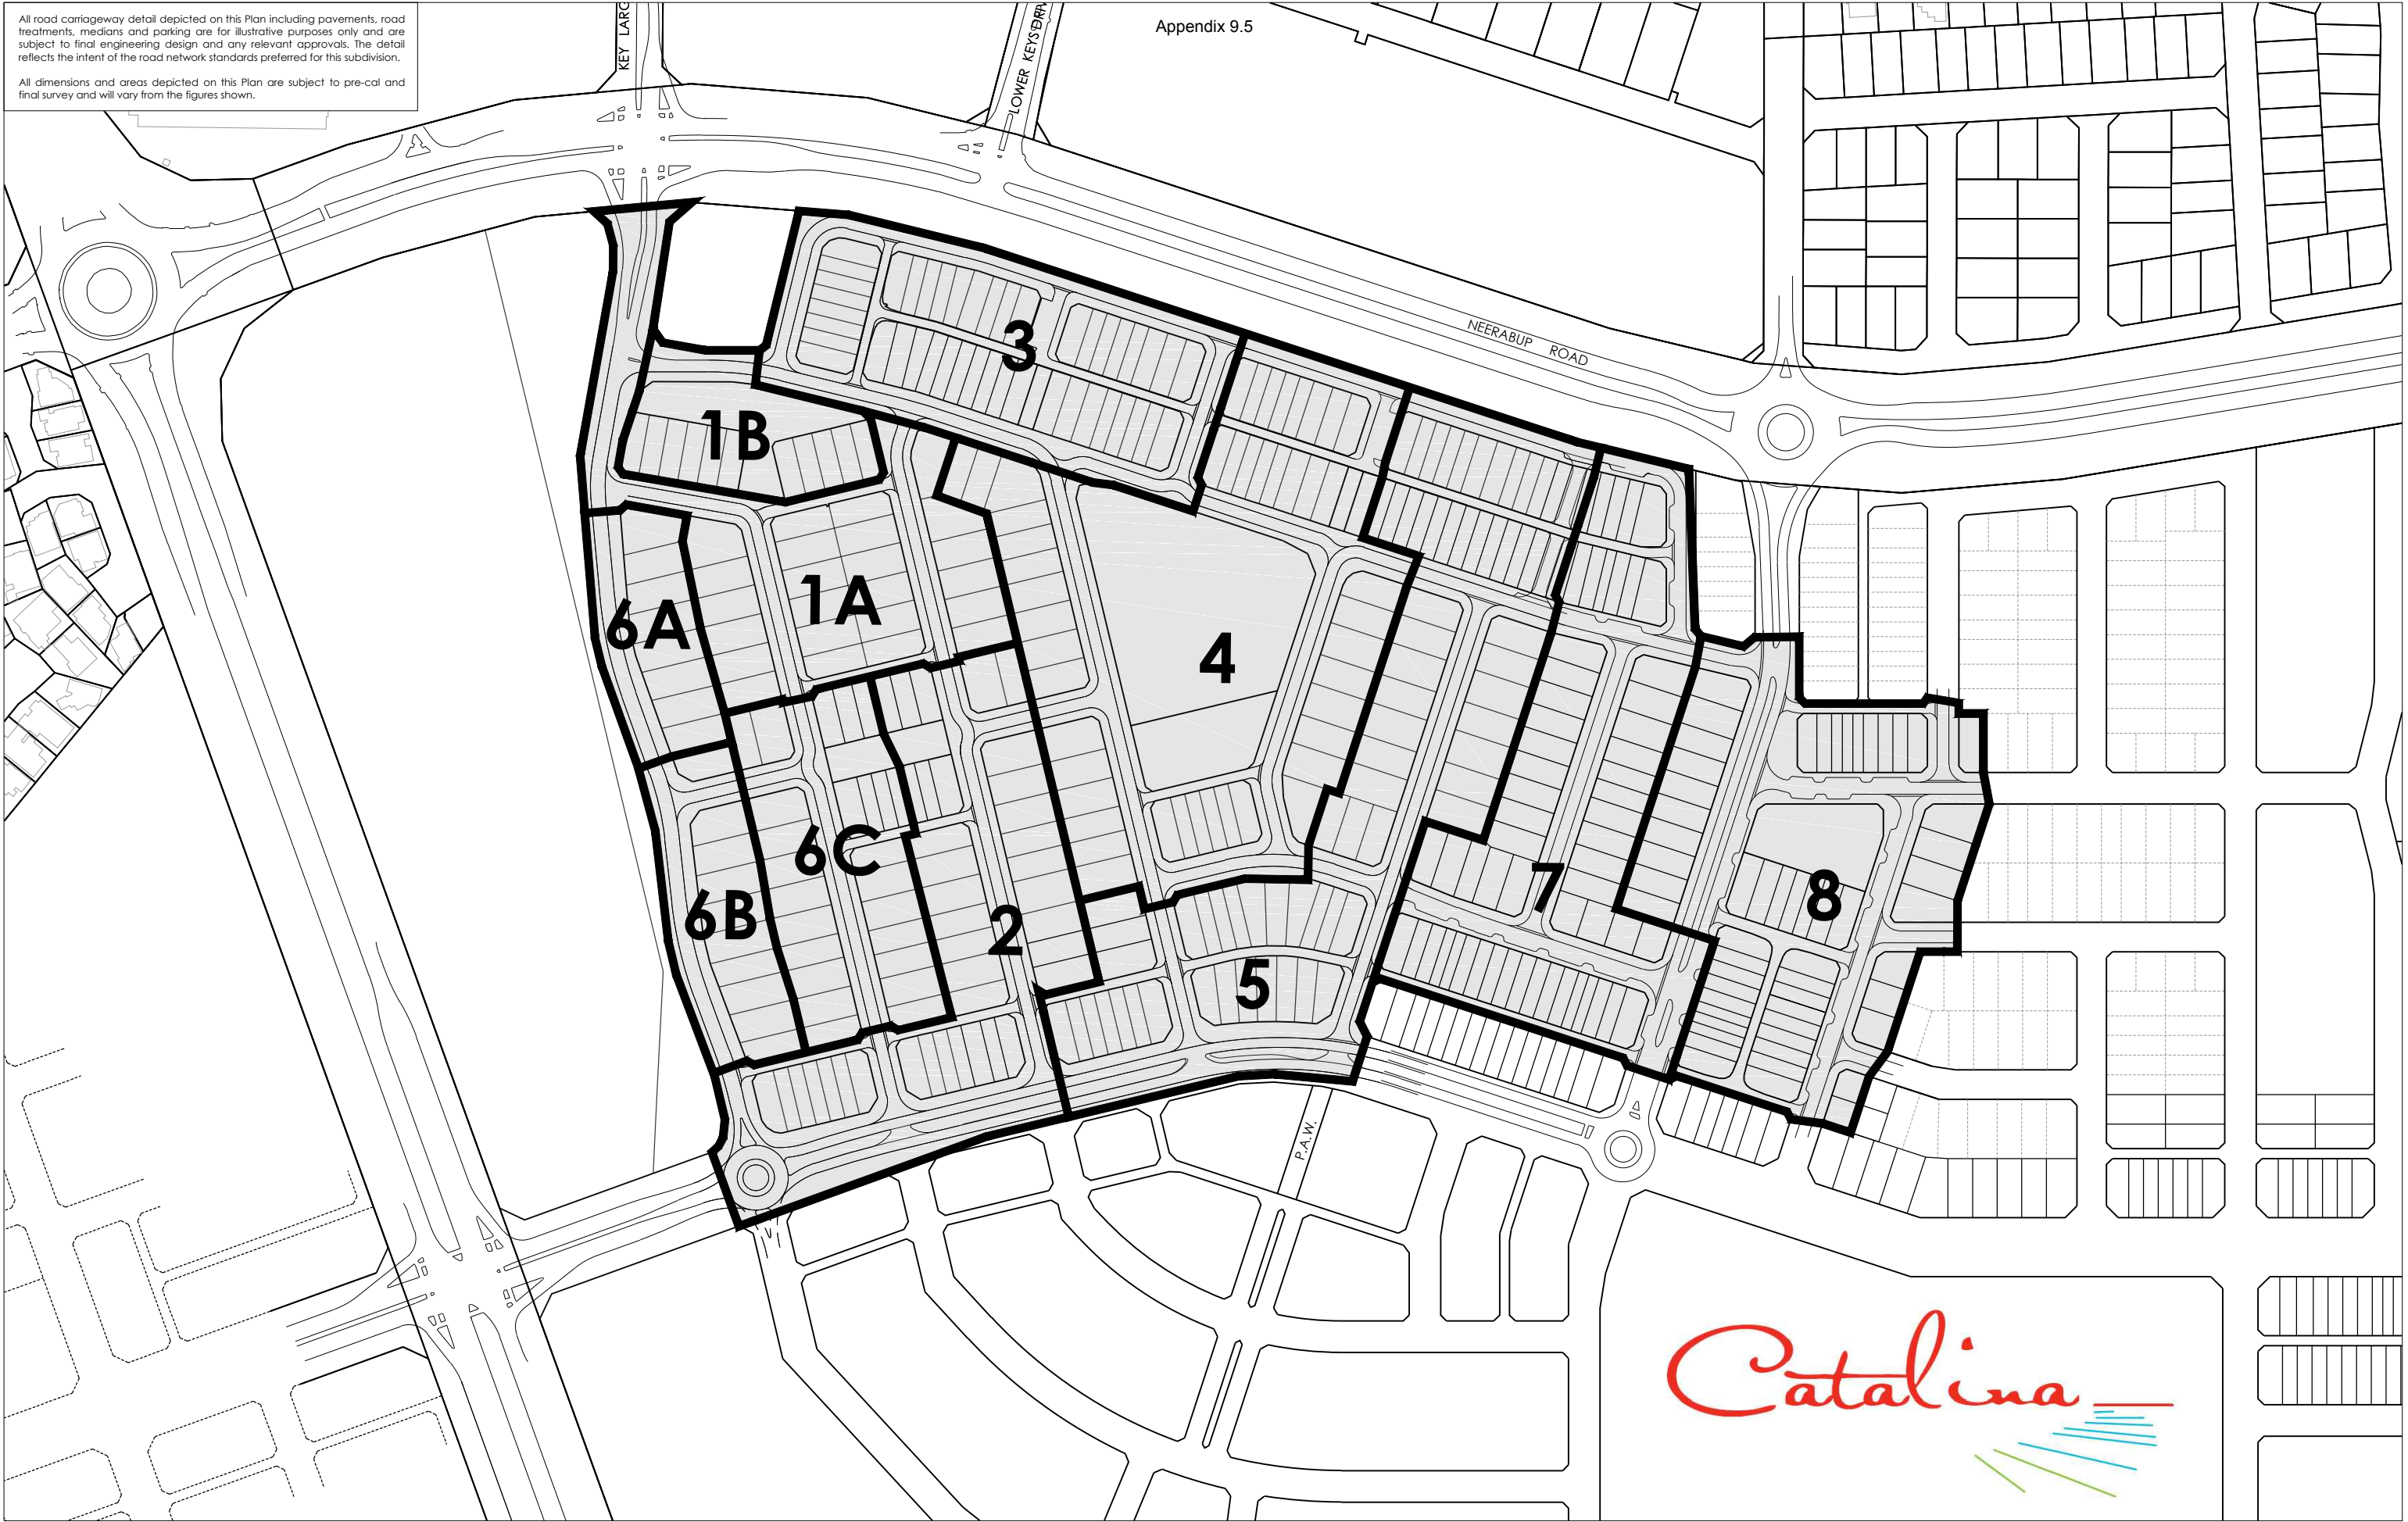 All road carriageway detail depicted on this Plan including pavements, road
treatments, medians and parking are for illustrative purposes only and are
subject to final engineering design and any relevant approvals. The detail
reflects the intent of the road network standards preferred for this subdivision.
All dimensions and areas depicted on this Plan are subject to pre-cal and
final survey and will vary from the figures shown.
Appendix 9.5
KEY LARG
LOWER KEYS DRIV
NEERABUP ROAD
3
1B
1A
6A
4
6C
6B
2
5
7
8
P.A.W.
Catalina